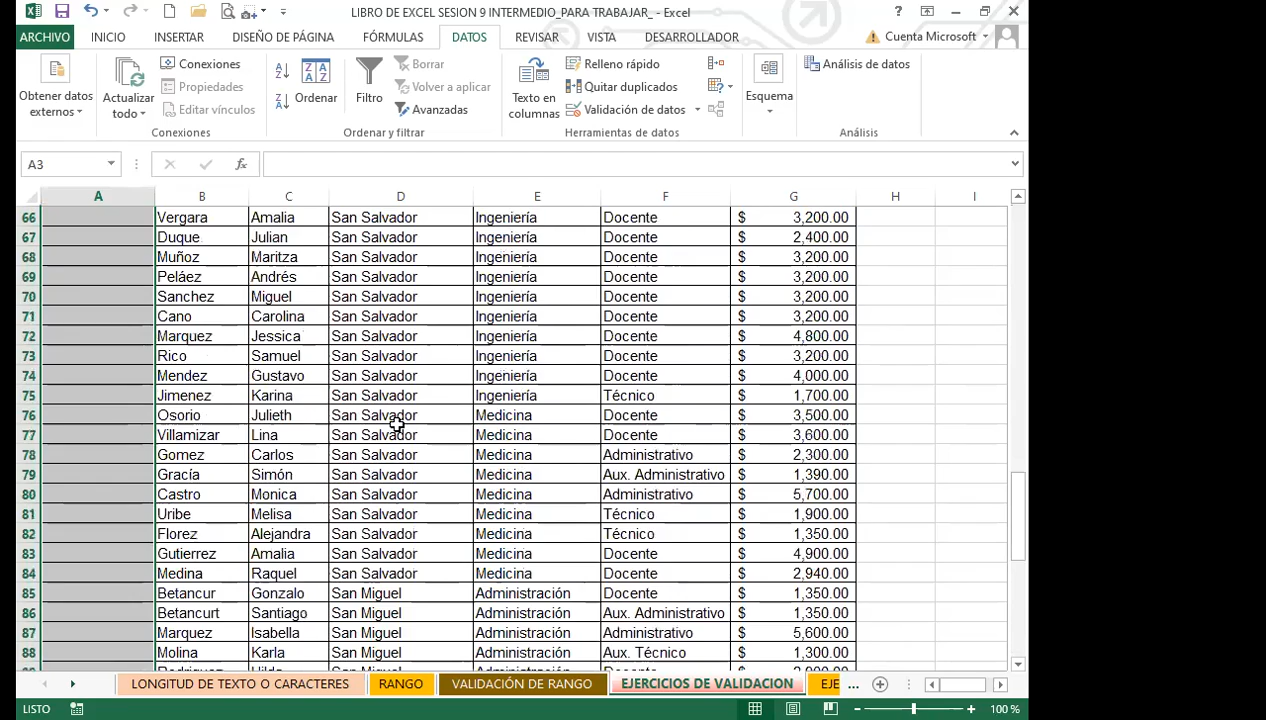 LIBRO DE EXCEL SESION 9 INTERMEDIO_PARA TRABAJAR_ - Excel
ARCHIVO INICIO INSERTAR DISEÑO DE PÁGINA FÓRMULAS DATOS REVISAR VISTA DESARROLLADOR Cuenta Microsoft
Obtener datos externos
Actualizar todo
Conexiones
Propiedades
Editar vínculos
Conexiones
Ordenar
Filtro
Borrar
Volver a aplicar
Avanzadas
Ordenar y filtrar
Texto en columnas
Relleno rápido
Quitar duplicados
Validación de datos
Herramientas de datos
Esquema
Análisis de datos
Análisis
A3
A B C D E F G H I
66 Vergara Amalia San Salvador Ingeniería Docente $ 3,200.00
67 Duque Julian San Salvador Ingeniería Docente $ 2,400.00
68 Muñoz Maritza San Salvador Ingeniería Docente $ 3,200.00
69 Peláez Andrés San Salvador Ingeniería Docente $ 3,200.00
70 Sanchez Miguel San Salvador Ingeniería Docente $ 3,200.00
71 Cano Carolina San Salvador Ingeniería Docente $ 3,200.00
72 Marquez Jessica San Salvador Ingeniería Docente $ 4,800.00
73 Rico Samuel San Salvador Ingeniería Docente $ 3,200.00
74 Mendez Gustavo San Salvador Ingeniería Docente $ 4,000.00
75 Jimenez Karina San Salvador Ingeniería Técnico $ 1,700.00
76 Osorio Julieth San Salvador Medicina Docente $ 3,500.00
77 Villamizar Lina San Salvador Medicina Docente $ 3,600.00
78 Gomez Carlos San Salvador Medicina Administrativo $ 2,300.00
79 Gracía Simón San Salvador Medicina Aux. Administrativo $ 1,390.00
80 Castro Monica San Salvador Medicina Administrativo $ 5,700.00
81 Uribe Melisa San Salvador Medicina Técnico $ 1,900.00
82 Florez Alejandra San Salvador Medicina Técnico $ 1,350.00
83 Gutierrez Amalia San Salvador Medicina Docente $ 4,900.00
84 Medina Raquel San Salvador Medicina Docente $ 2,940.00
85 Betancur Gonzalo San Miguel Administración Docente $ 1,350.00
86 Betancurt Santiago San Miguel Administración Aux. Administrativo $ 1,350.00
87 Marquez Isabella San Miguel Administración Administrativo $ 5,600.00
88 Molina Karla San Miguel Administración Aux. Técnico $ 1,300.00
LONGITUD DE TEXTO O CARACTERES RANGO VALIDACIÓN DE RANGO EJERCICIOS DE VALIDACION EJE ...
LISTO 100 %